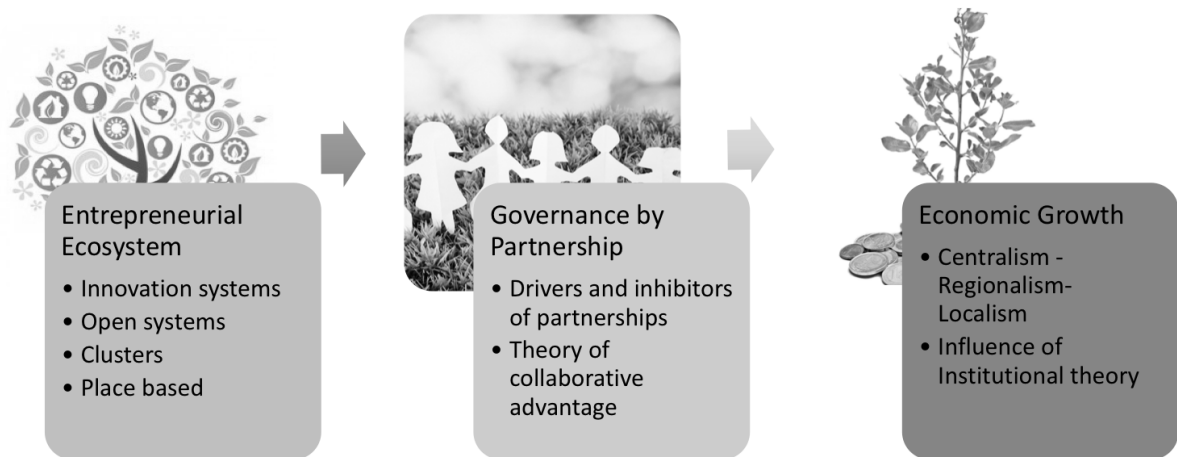 Entrepreneurial
Ecosystem
• Innovation systems
• Open systems
• Clusters
• Place based
Governance by
Partnership
• Drivers and inhibitors
of partnerships
• Theory of
collaborative
advantage
Economic Growth
• Centralism -
Regionalism-
Localism
• Influence of
Institutional theory